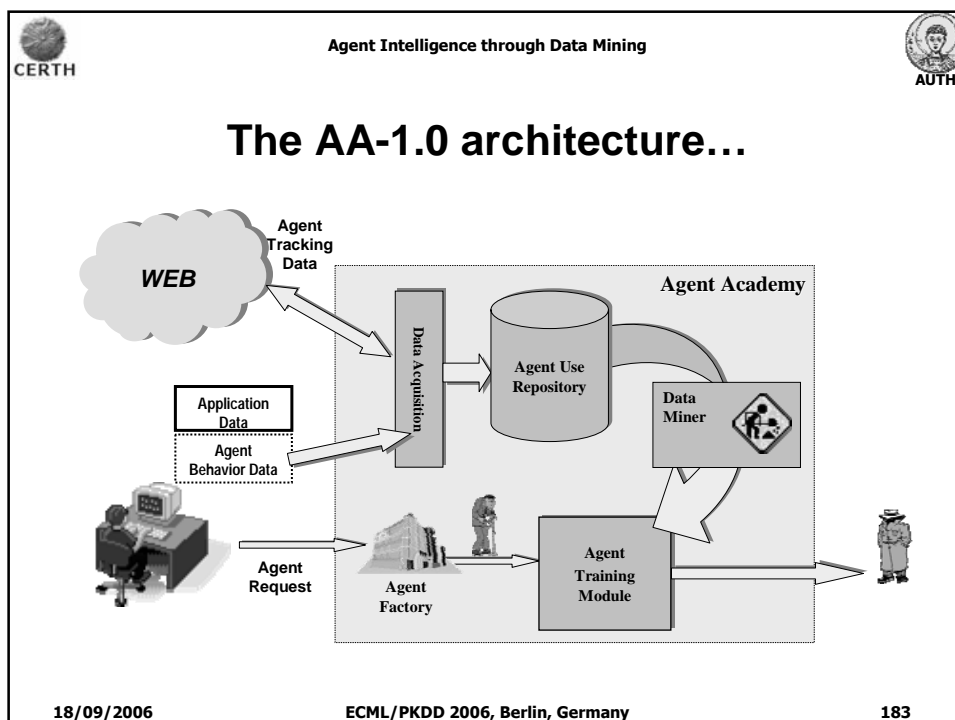 CERTH
Agent Intelligence through Data Mining
AUTH
The AA-1.0 architecture…
Agent
Tracking
Data
WEB
Agent Academy
Data Acquisition
Agent Use
Repository
Data
Miner
Application
Data
Agent
Behavior Data
Agent
Request
Agent
Factory
Agent
Training
Module
18/09/2006
ECML/PKDD 2006, Berlin, Germany
183